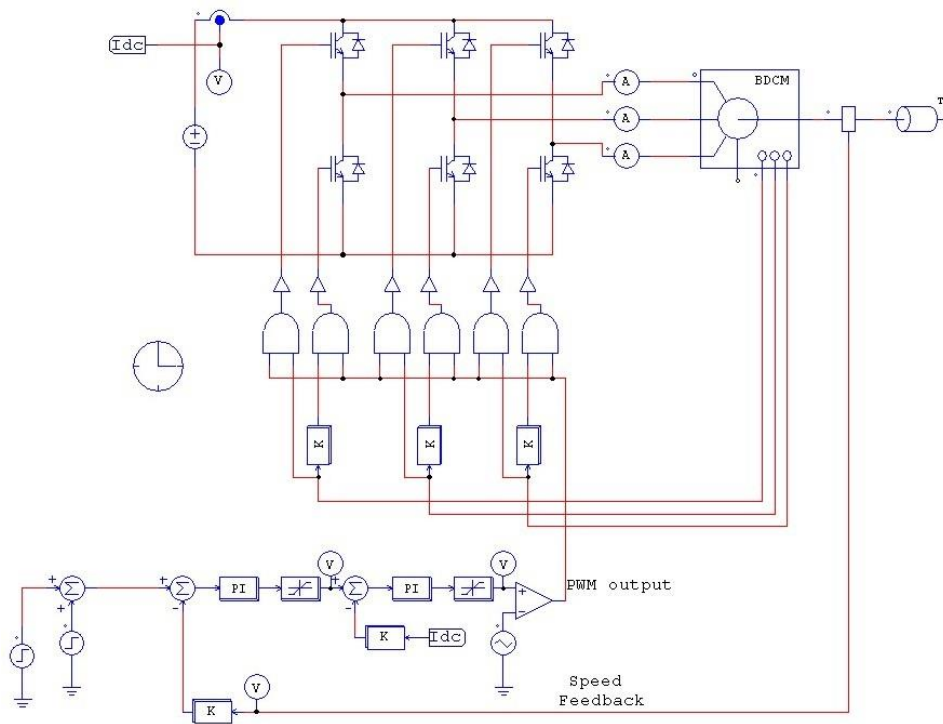 Idc
V
BDCM
T
A
A
A
K
K
K
V
V
PI
PI
PWM output
K
Idc
Speed
Feedback
V
K